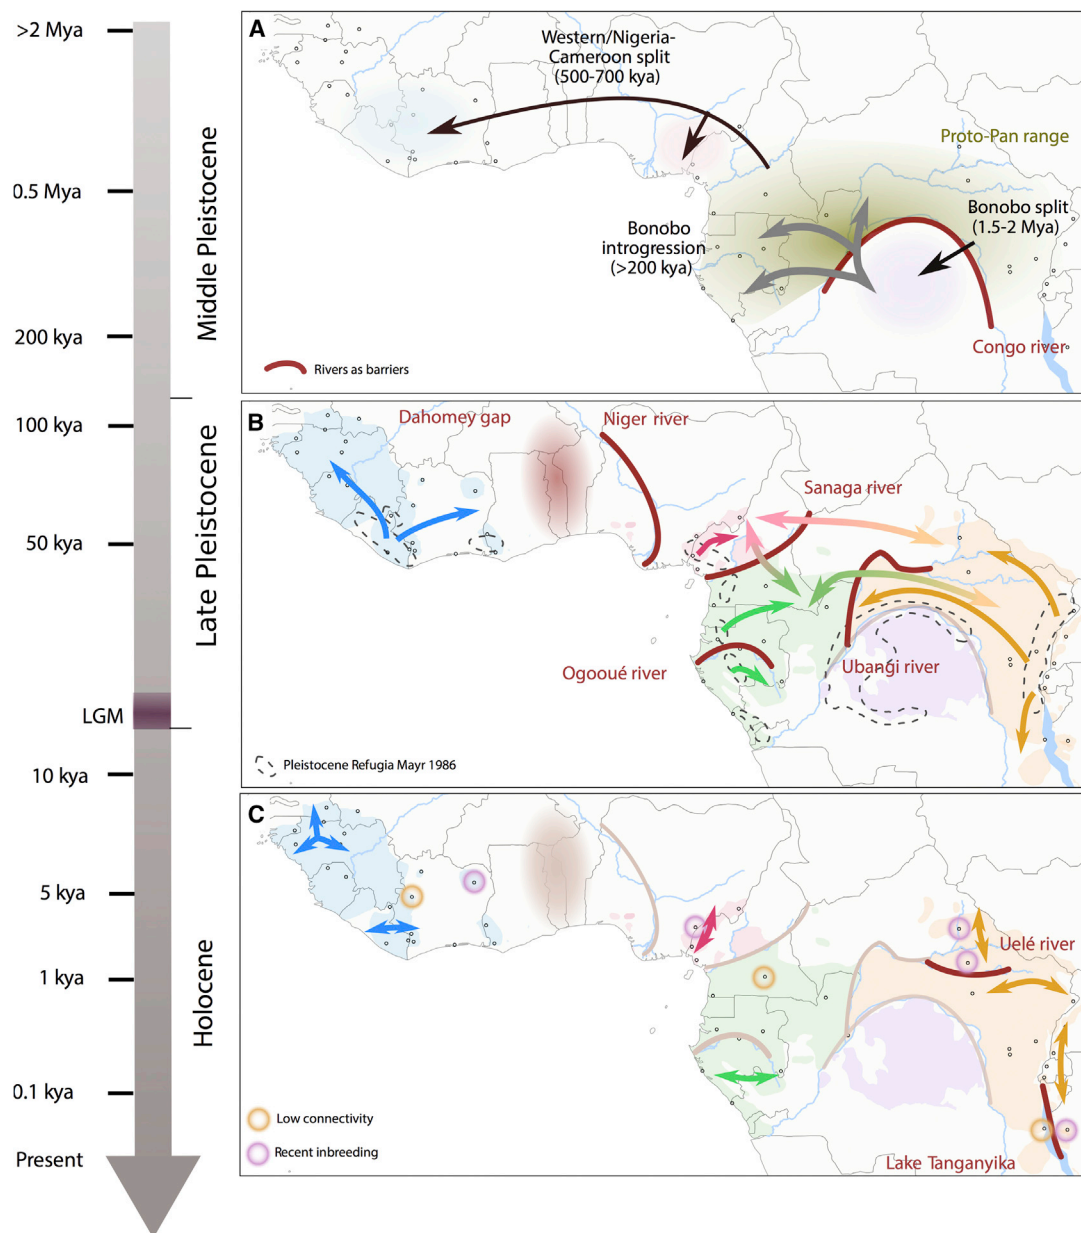 >2 Mya
0.5 Mya
200 kya
100 kya
50 kya
LGM
10 kya
5 kya
1 kya
0.1 kya
Present
Middle Pleistocene
Late Pleistocene
Holocene
A
Western/Nigeria-
Cameroon split
(500-700 kya)
Proto-Pan range
Bonobo split
(1.5-2 Mya)
Bonobo
introgression
(>200 kya)
Congo river
Rivers as barriers
B
Dahomey gap
Niger river
Sanaga river
Ogooué river
Ubangi river
Pleistocene Refugia Mayr 1986
C
Uelé river
Low connectivity
Recent inbreeding
Lake Tanganyika